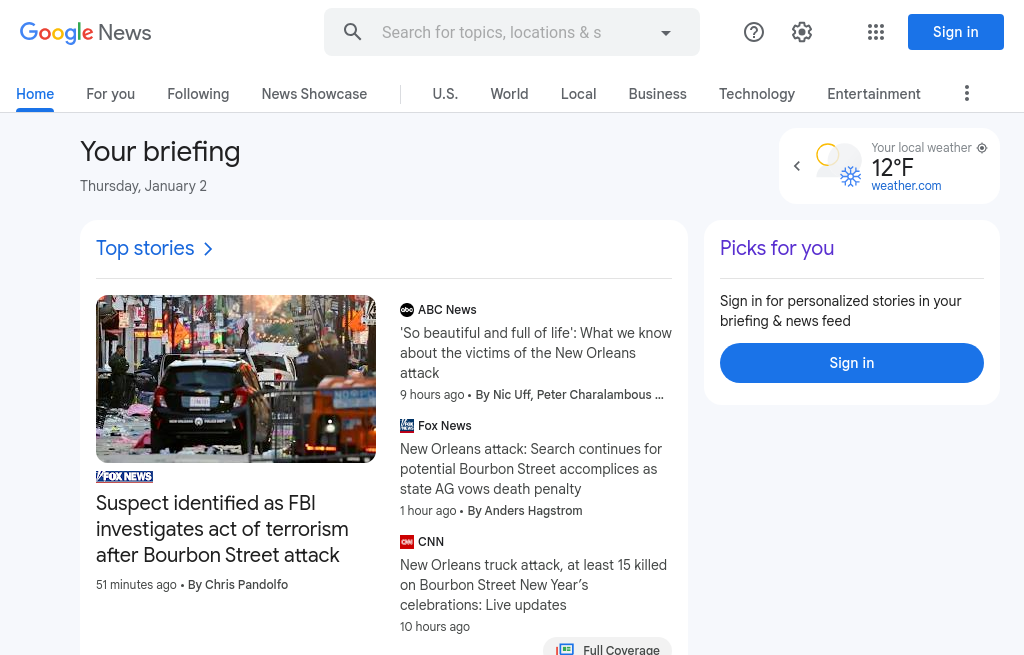 Google News
Search for topics, locations & s
Sign in
Home
For you
Following
News Showcase
U.S.
World
Local
Business
Technology
Entertainment
Your briefing
Thursday, January 2
Your local weather
12°F
weather.com
Top stories
FOX NEWS
Suspect identified as FBI
investigates act of terrorism
after Bourbon Street attack
51 minutes ago • By Chris Pandolfo
abc ABC News
'So beautiful and full of life': What we know
about the victims of the New Orleans
attack
9 hours ago • By Nic Uff, Peter Charalambous ...
Fox News
New Orleans attack: Search continues for
potential Bourbon Street accomplices as
state AG vows death penalty
1 hour ago • By Anders Hagstrom
CNN CNN
New Orleans truck attack, at least 15 killed
on Bourbon Street New Year’s
celebrations: Live updates
10 hours ago
Full Coverage
Picks for you
Sign in for personalized stories in your
briefing & news feed
Sign in